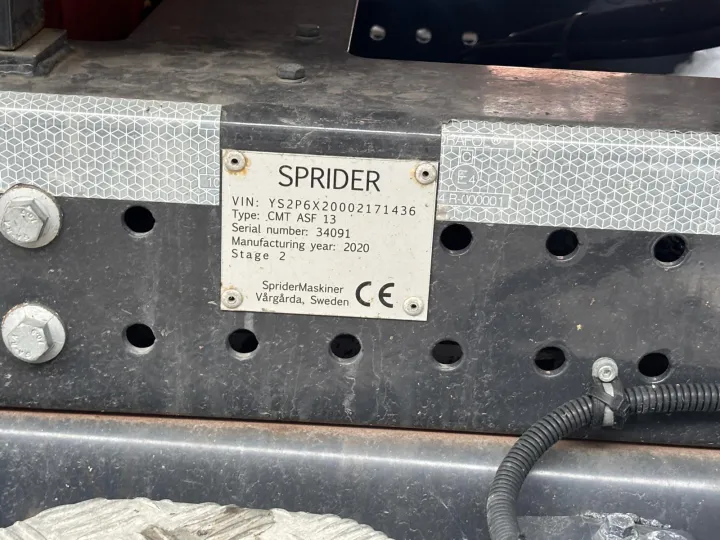 SPRIDER
VIN: YS2P6X20002171436
Type: CMT ASF 13
Serial number: 34091
Manufacturing year: 2020
Stage 2
SpriderMaskiner
Vårgårda, Sweden
CE
R-000001